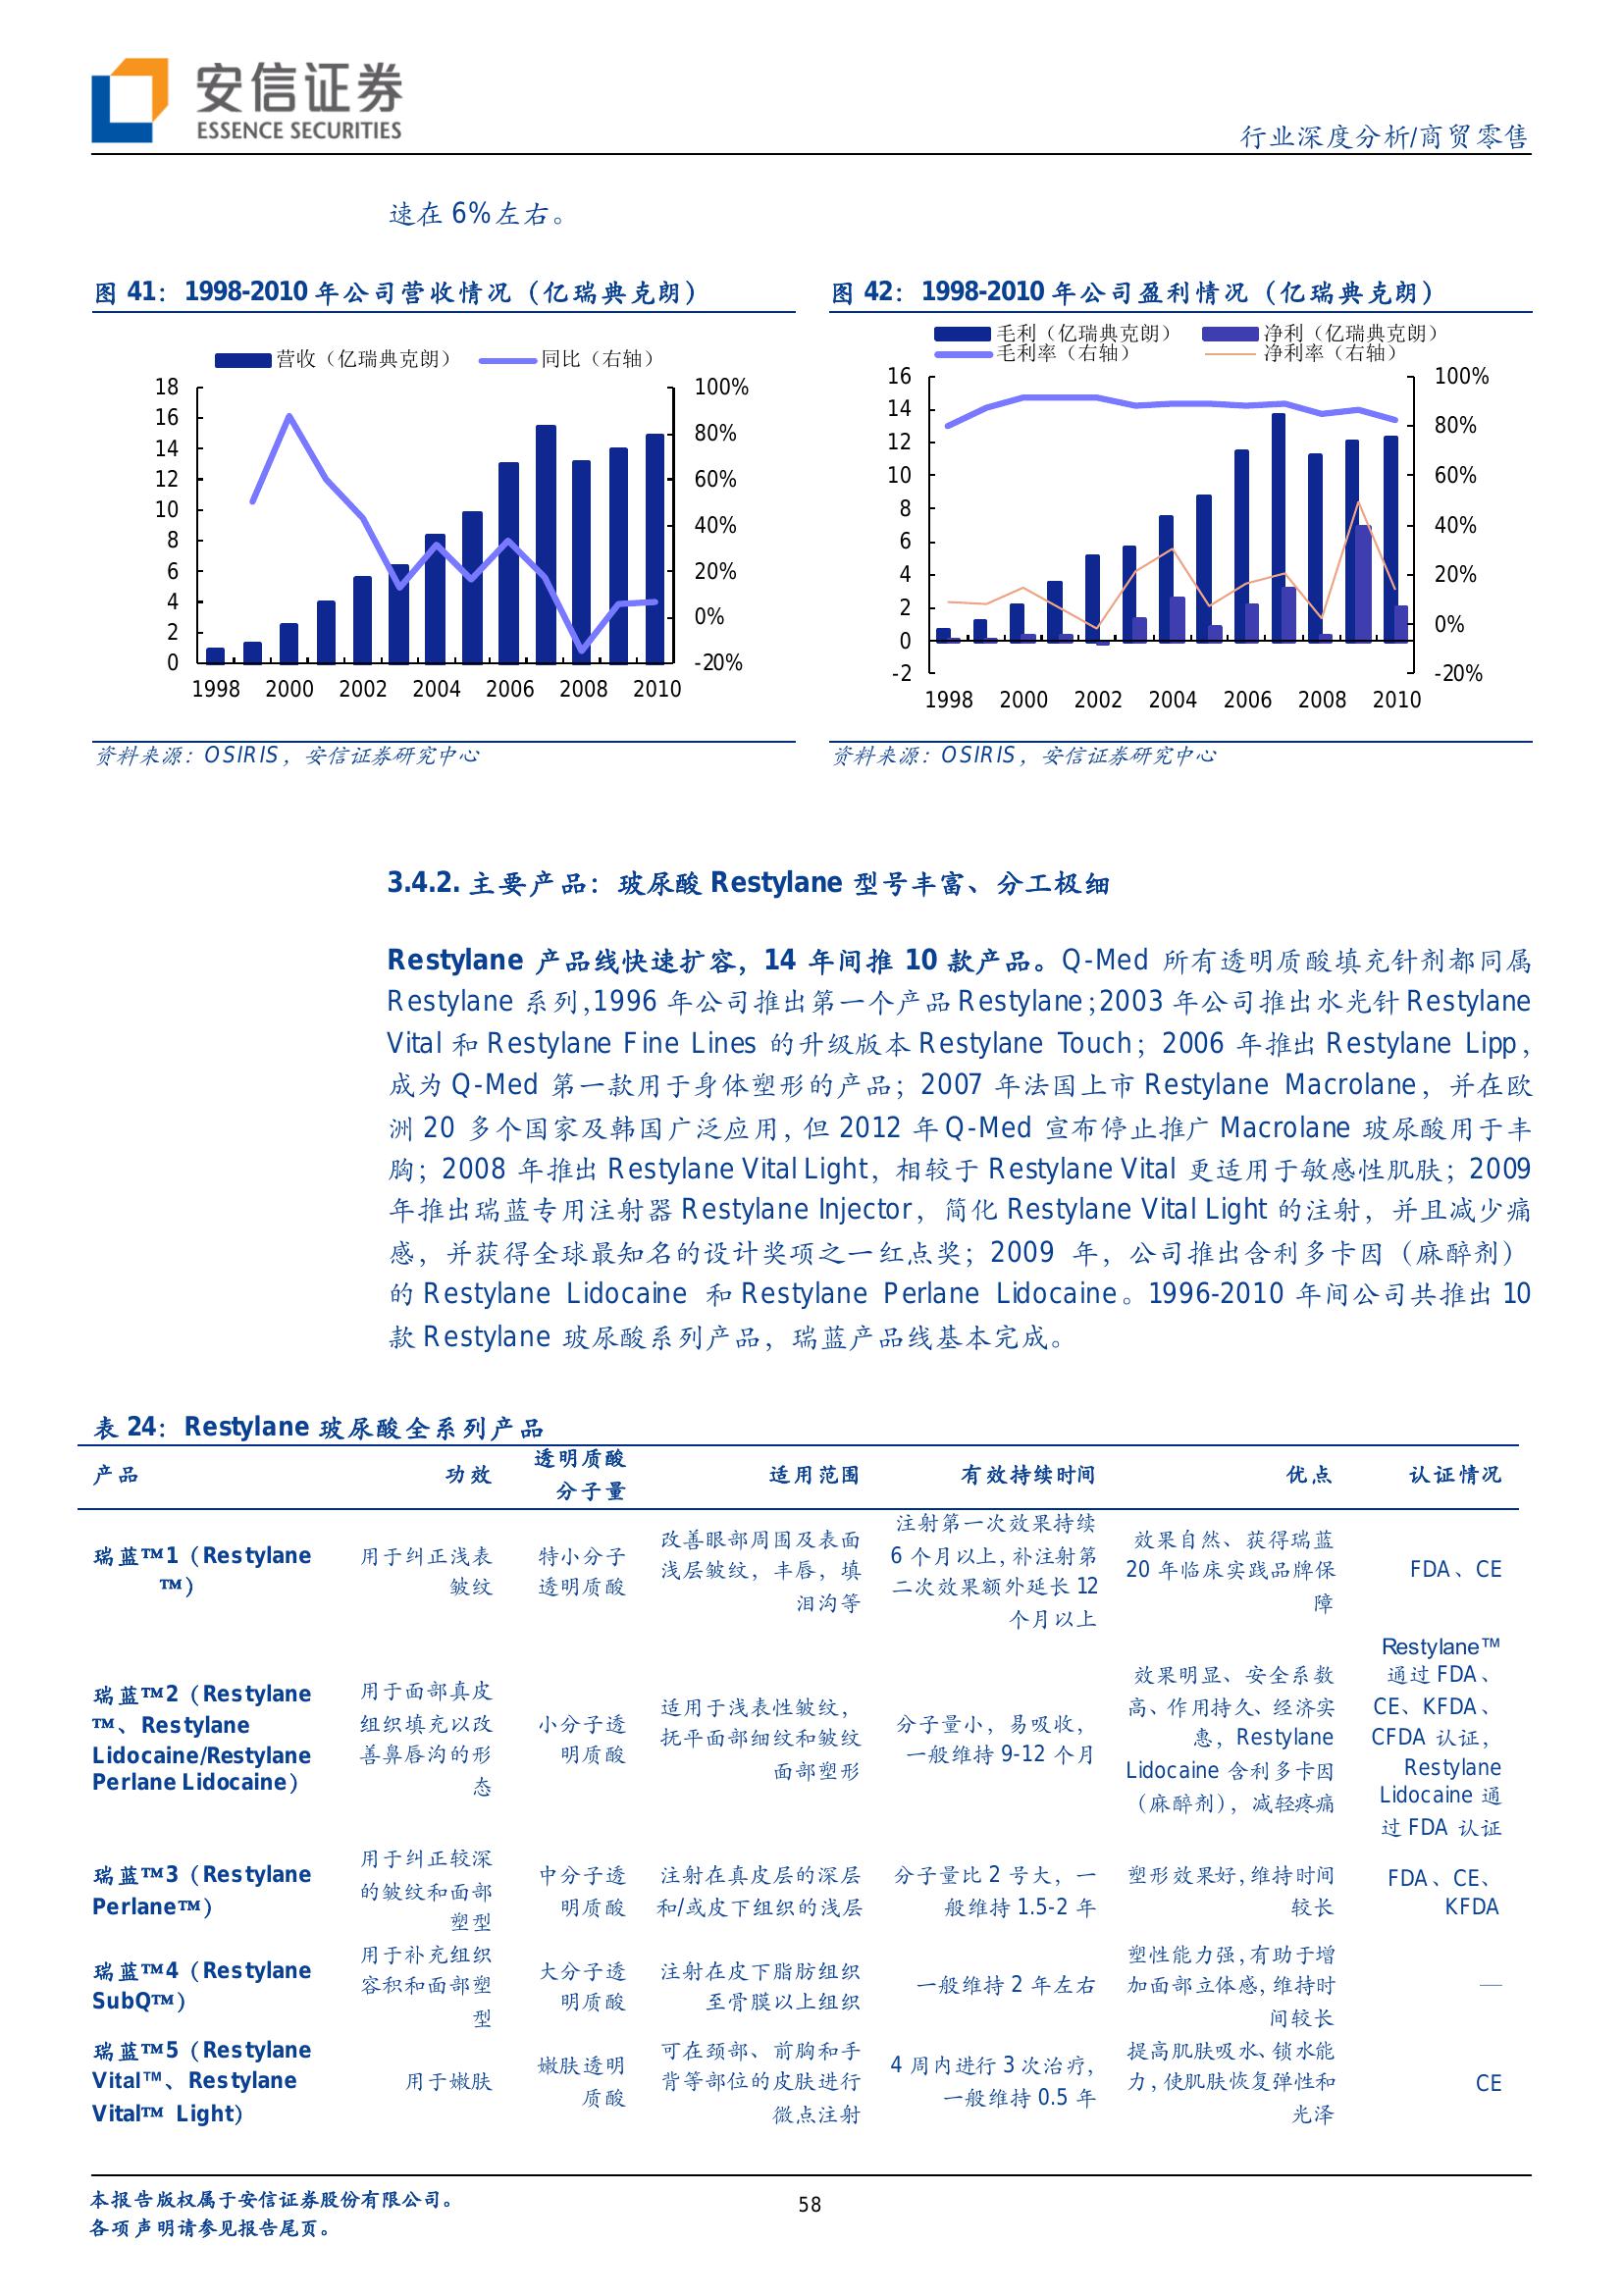 安信证券
ESSENCE SECURITIES
行业深度分析/商贸零售
速在 6%左右。
图 41：1998-2010 年公司营收情况（亿瑞典克朗）
营收（亿瑞典克朗） 同比（右轴）
18
16
14
12
10
8
6
4
2
0
100%
80%
60%
40%
20%
0%
-20%
1998 2000 2002 2004 2006 2008 2010
资料来源：OSIRIS，安信证券研究中心
图 42：1998-2010 年公司盈利情况（亿瑞典克朗）
毛利（亿瑞典克朗） 净利（亿瑞典克朗）
毛利率（右轴） 净利率（右轴）
16
14
12
10
8
6
4
2
0
-2
100%
80%
60%
40%
20%
0%
-20%
1998 2000 2002 2004 2006 2008 2010
资料来源：OSIRIS，安信证券研究中心
3.4.2. 主要产品：玻尿酸 Restylane 型号丰富、分工极细
Restylane 产品线快速扩容，14 年间推 10 款产品。Q-Med 所有透明质酸填充针剂都同属
Restylane 系列,1996 年公司推出第一个产品 Restylane;2003 年公司推出水光针 Restylane
Vital 和 Restylane Fine Lines 的升级版本 Restylane Touch；2006 年推出 Restylane Lipp，
成为 Q-Med 第一款用于身体塑形的产品；2007 年法国上市 Restylane Macrolane，并在欧
洲 20 多个国家及韩国广泛应用，但 2012 年 Q-Med 宣布停止推广 Macrolane 玻尿酸用于丰
胸；2008 年推出 Restylane Vital Light，相较于 Restylane Vital 更适用于敏感性肌肤；2009
年推出瑞蓝专用注射器 Restylane Injector，简化 Restylane Vital Light 的注射，并且减少痛
感，并获得全球最知名的设计奖项之一红点奖；2009 年，公司推出含利多卡因（麻醉剂）
的 Restylane Lidocaine 和 Restylane Perlane Lidocaine。1996-2010 年间公司共推出 10
款 Restylane 玻尿酸系列产品，瑞蓝产品线基本完成。
表 24：Restylane 玻尿酸全系列产品
产品
功效
透明质酸
分子量
适用范围
有效持续时间
优点
认证情况
瑞蓝™1（Restylane
™）
用于纠正浅表
皱纹
特小分子
透明质酸
改善眼部周围及表面
浅层皱纹，丰唇，填
泪沟等
注射第一次效果持续
6 个月以上,补注射第
二次效果额外延长 12
个月以上
效果自然、获得瑞蓝
20 年临床实践品牌保
障
FDA、CE
瑞蓝™2（Restylane
™、Restylane
Lidocaine/Restylane
Perlane Lidocaine）
用于面部真皮
组织填充以改
善鼻唇沟的形
态
小分子透
明质酸
适用于浅表性皱纹，
抚平面部细纹和皱纹
面部塑形
分子量小，易吸收，
一般维持 9-12 个月
效果明显、安全系数
高、作用持久、经济实
惠，Restylane
Lidocaine 含利多卡因
（麻醉剂），减轻疼痛
Restylane™
通过 FDA、
CE、KFDA、
CFDA 认证，
Restylane
Lidocaine 通
过 FDA 认证
瑞蓝™3（Restylane
Perlane™）
用于纠正较深
的皱纹和面部
塑型
中分子透
明质酸
注射在真皮层的深层
和/或皮下组织的浅层
分子量比 2 号大，一
般维持 1.5-2 年
塑形效果好,维持时间
较长
FDA、CE、
KFDA
瑞蓝™4（Restylane
SubQ™）
用于补充组织
容积和面部塑
型
大分子透
明质酸
注射在皮下脂肪组织
至骨膜以上组织
一般维持 2 年左右
塑性能力强,有助于增
加面部立体感,维持时
间较长
—
瑞蓝™5（Restylane
Vital™、Restylane
Vital™ Light）
用于嫩肤
嫩肤透明
质酸
可在颈部、前胸和手
背等部位的皮肤进行
微点注射
4 周内进行 3 次治疗，
一般维持 0.5 年
提高肌肤吸水、锁水能
力,使肌肤恢复弹性和
光泽
CE
本报告版权属于安信证券股份有限公司。
各项声明请参见报告尾页。
58